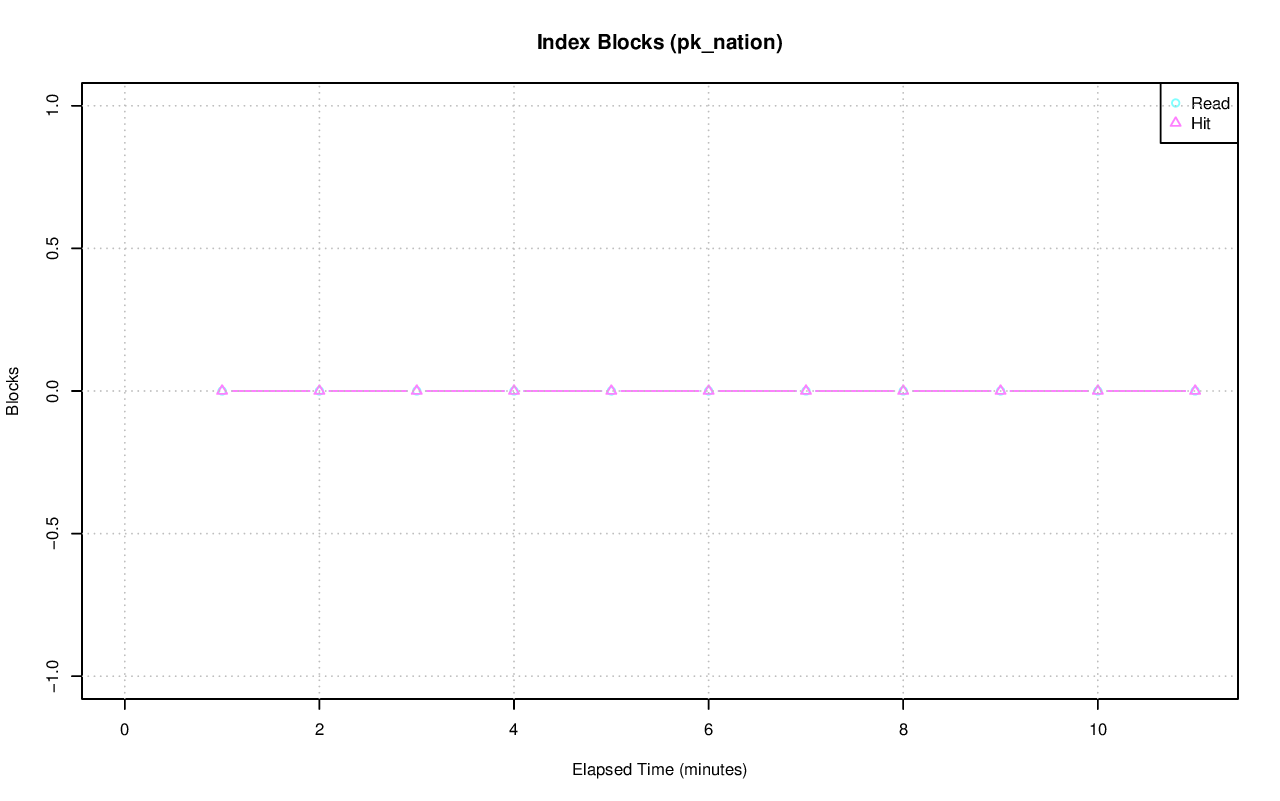 Index Blocks (pk_nation)
Read
Hit
1.0
0.5
0.0
−0.5
−1.0
Blocks
0 2 4 6 8 10
Elapsed Time (minutes)